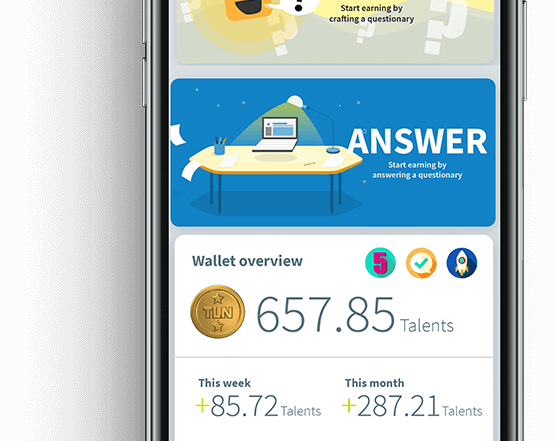 Start earning by
crafting a questionary
ANSWER
Start earning by
answering a questionary
Wallet overview
5
TLN
657.85 Talents
This week
This month
+85.72 Talents
+287.21 Talents